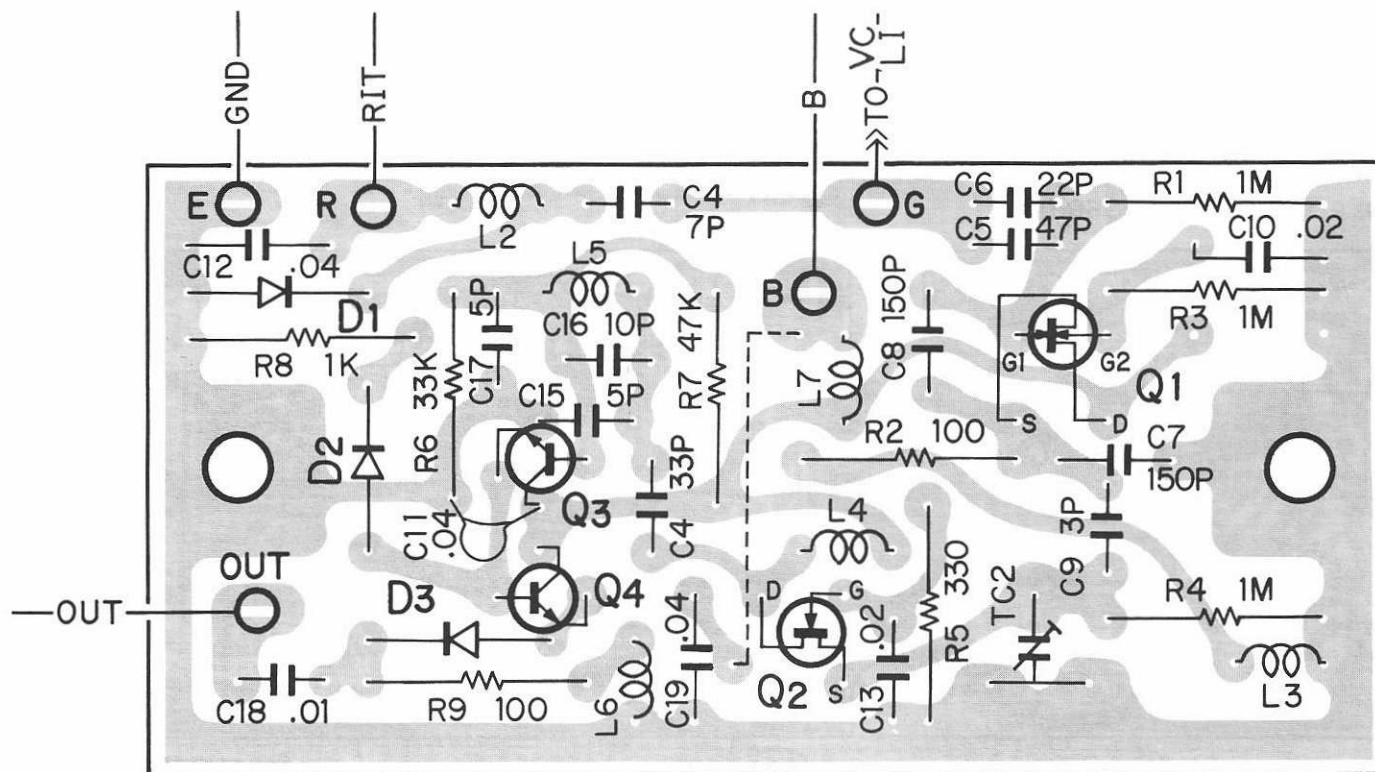 GND
RIT
B
TO VC
LI
E
R
G
B
L2
C4
7P
C6 22P
C5 47P
R1 1M
C10 .02
R3 1M
C12 .04
D1
R8 1K
L5
C16 10P
5P
C17
C15 5P
R6 33K
R7 47K
L7
C8 150P
G1 G2
Q1
S D
R2 100
C7
150P
D2
Q3
C11
.04
C4 33P
L4
C9 3P
R5 330
TC2
R4 1M
L3
OUT
OUT
D3
Q4
D G
S
Q2
C13 .02
C19 .04
L6
C18 .01
R9 100